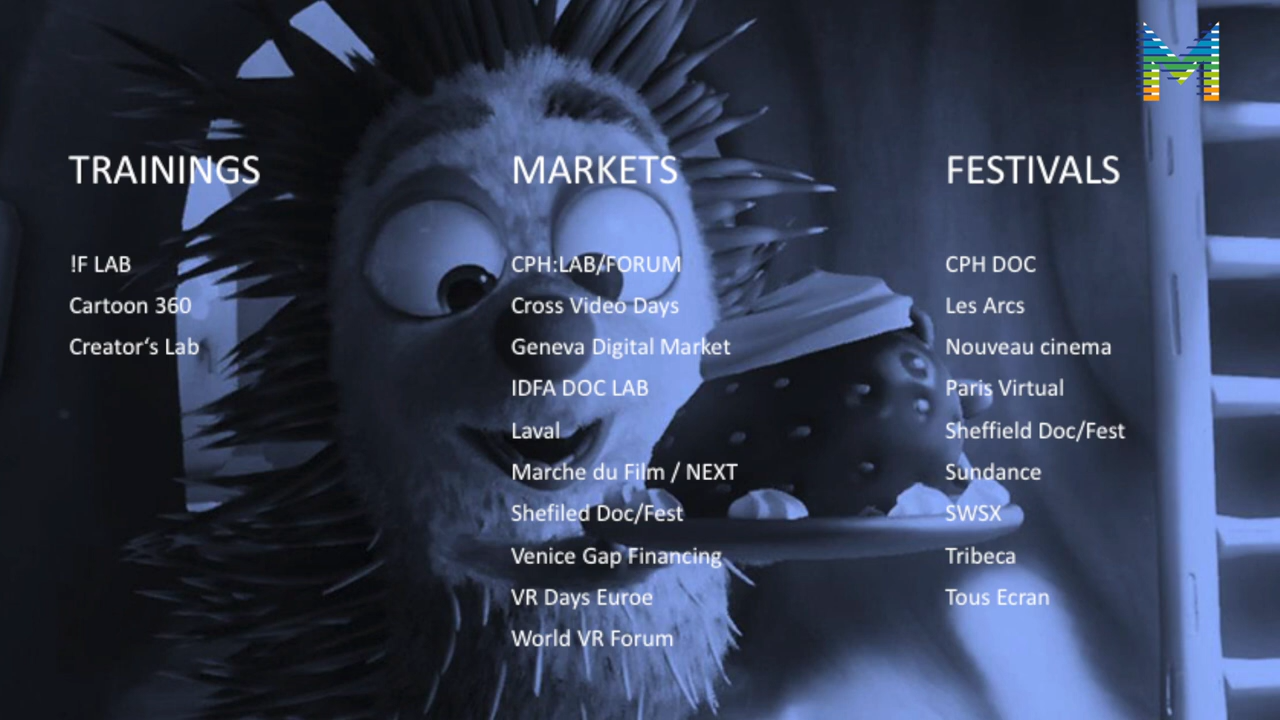 TRAININGS
!F LAB
Cartoon 360
Creator‘s Lab
MARKETS
CPH:LAB/FORUM
Cross Video Days
Geneva Digital Market
IDFA DOC LAB
Laval
Marche du Film / NEXT
Shefiled Doc/Fest
Venice Gap Financing
VR Days Euroe
World VR Forum
FESTIVALS
CPH DOC
Les Arcs
Nouveau cinema
Paris Virtual
Sheffield Doc/Fest
Sundance
SWSX
Tribeca
Tous Ecran
M